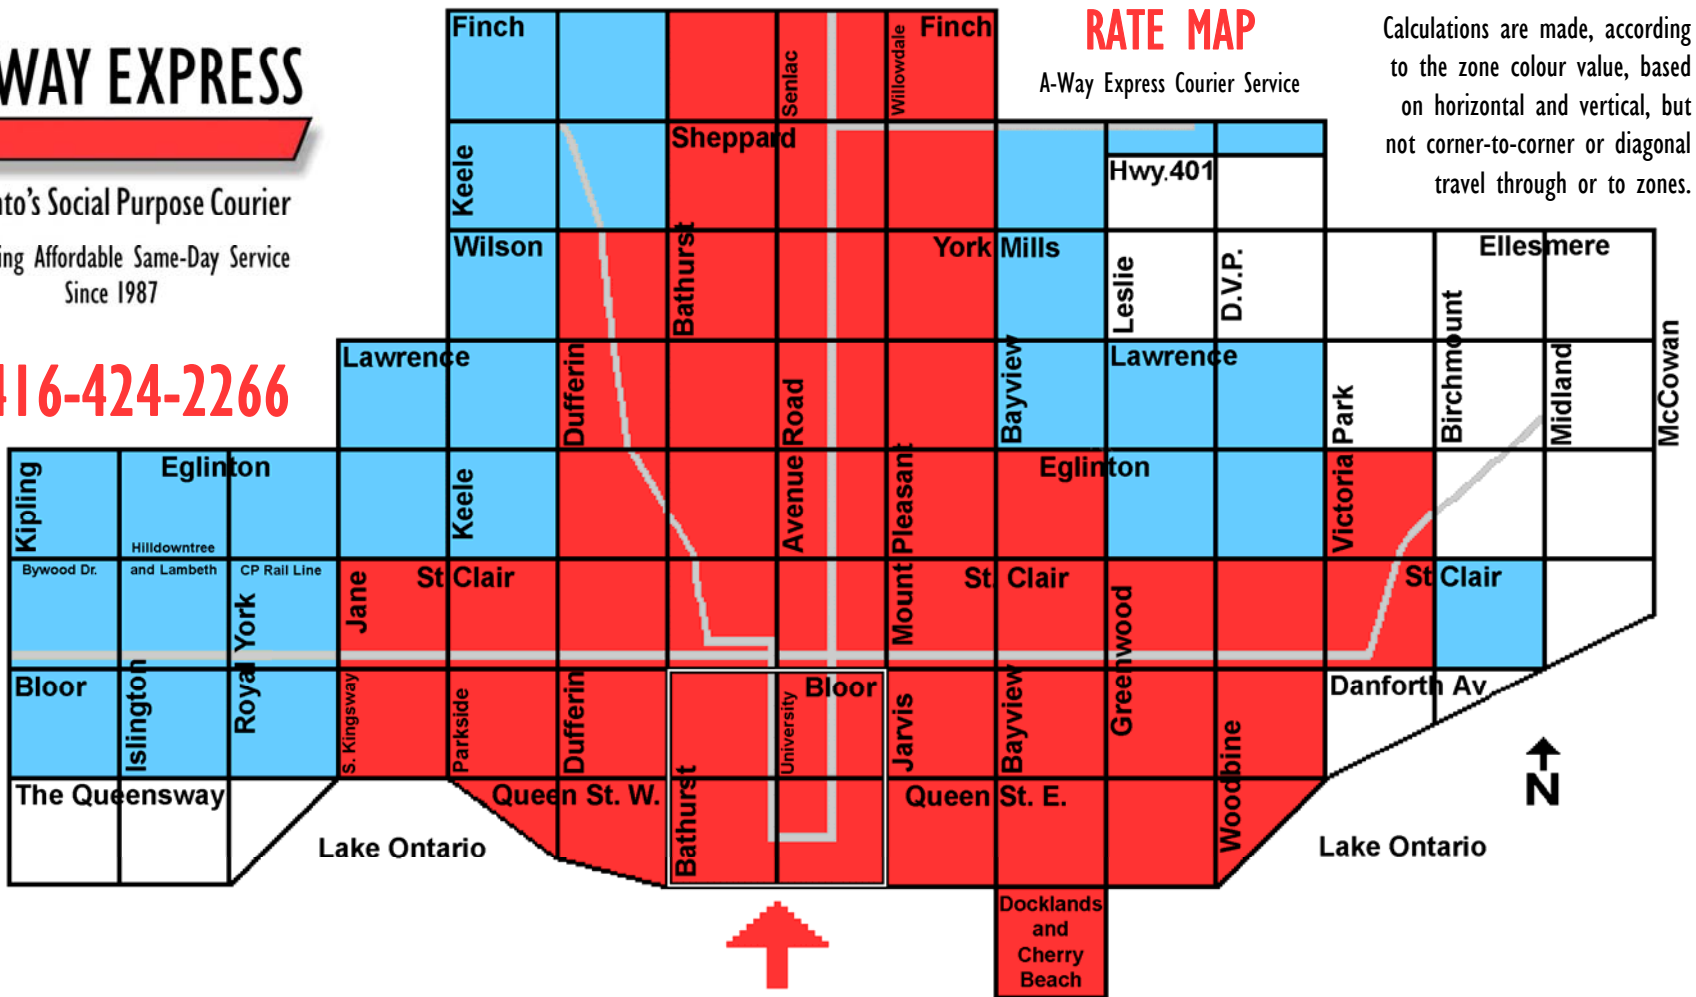 WAY EXPRESS
nto's Social Purpose Courier
ing Affordable Same-Day Service
Since 1987
416-424-2266
RATE MAP
A-Way Express Courier Service
Calculations are made, according
to the zone colour value, based
on horizontal and vertical, but
not corner-to-corner or diagonal
travel through or to zones.
Finch
Finch
Senlac
Willowdale
Keele
Sheppard
Hwy.401
Wilson
Bathurst
York Mills
Leslie
D.V.P.
Ellesmere
Lawrence
Dufferin
Avenue Road
Bayview
Lawrence
Victoria Park
Birchmount
Midland
McCowan
Kipling
Eglinton
Keele
Mount Pleasant
Eglinton
Hilldowntree
and Lambeth
Bywood Dr.
CP Rail Line
Jane
St Clair
St. Clair
Greenwood
St Clair
Bloor
Islington
Royal York
S. Kingsway
Parkside
Dufferin
University
Bloor
Jarvis
Bayview
Woodbine
Danforth Av
The Queensway
Queen St. W.
Bathurst
Queen St. E.
Lake Ontario
Lake Ontario
N
Docklands
and
Cherry
Beach